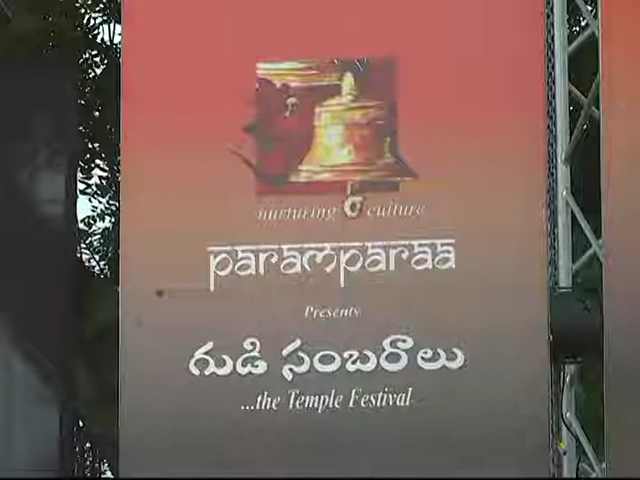 nurturing culture
paramparaa
Presents
గుడి సంబరాలు
...the Temple Festival